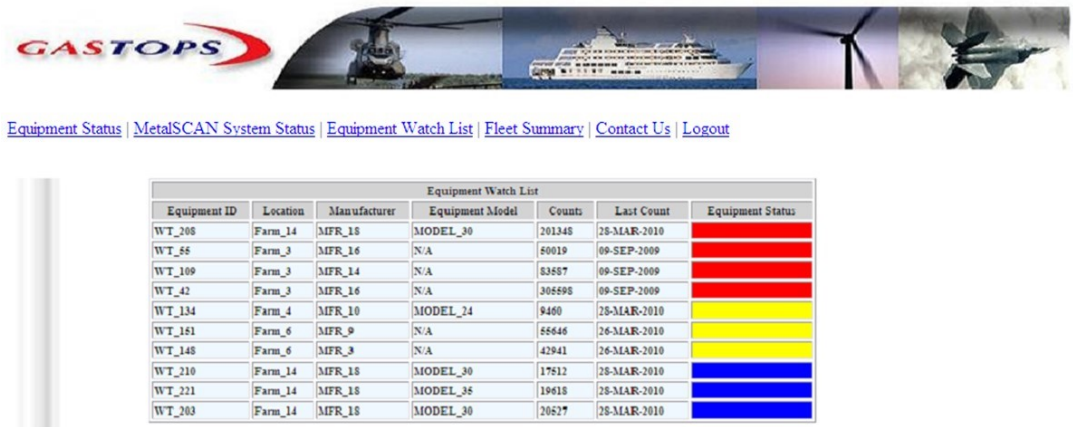 GASTOPS
Equipment Status | MetalSCAN System Status | Equipment Watch List | Fleet Summary | Contact Us | Logout
Equipment Watch List
Equipment ID Location Manufacturer Equipment Model Counts Last Count Equipment Status
WT_208 Farm_14 MFR_18 MODEL_30 201348 28-MAR-2010
WT_55 Farm_3 MFR_16 N/A 50019 09-SEP-2009
WT_109 Farm_3 MFR_14 N/A 83587 09-SEP-2009
WT_42 Farm_3 MFR_16 N/A 305598 09-SEP-2009
WT_134 Farm_4 MFR_10 MODEL_24 9460 28-MAR-2010
WT_151 Farm_6 MFR_9 N/A 55646 26-MAR-2010
WT_148 Farm_6 MFR_3 N/A 42941 26-MAR-2010
WT_210 Farm_14 MFR_18 MODEL_30 17512 28-MAR-2010
WT_221 Farm_14 MFR_18 MODEL_35 19618 28-MAR-2010
WT_203 Farm_14 MFR_18 MODEL_30 20527 28-MAR-2010